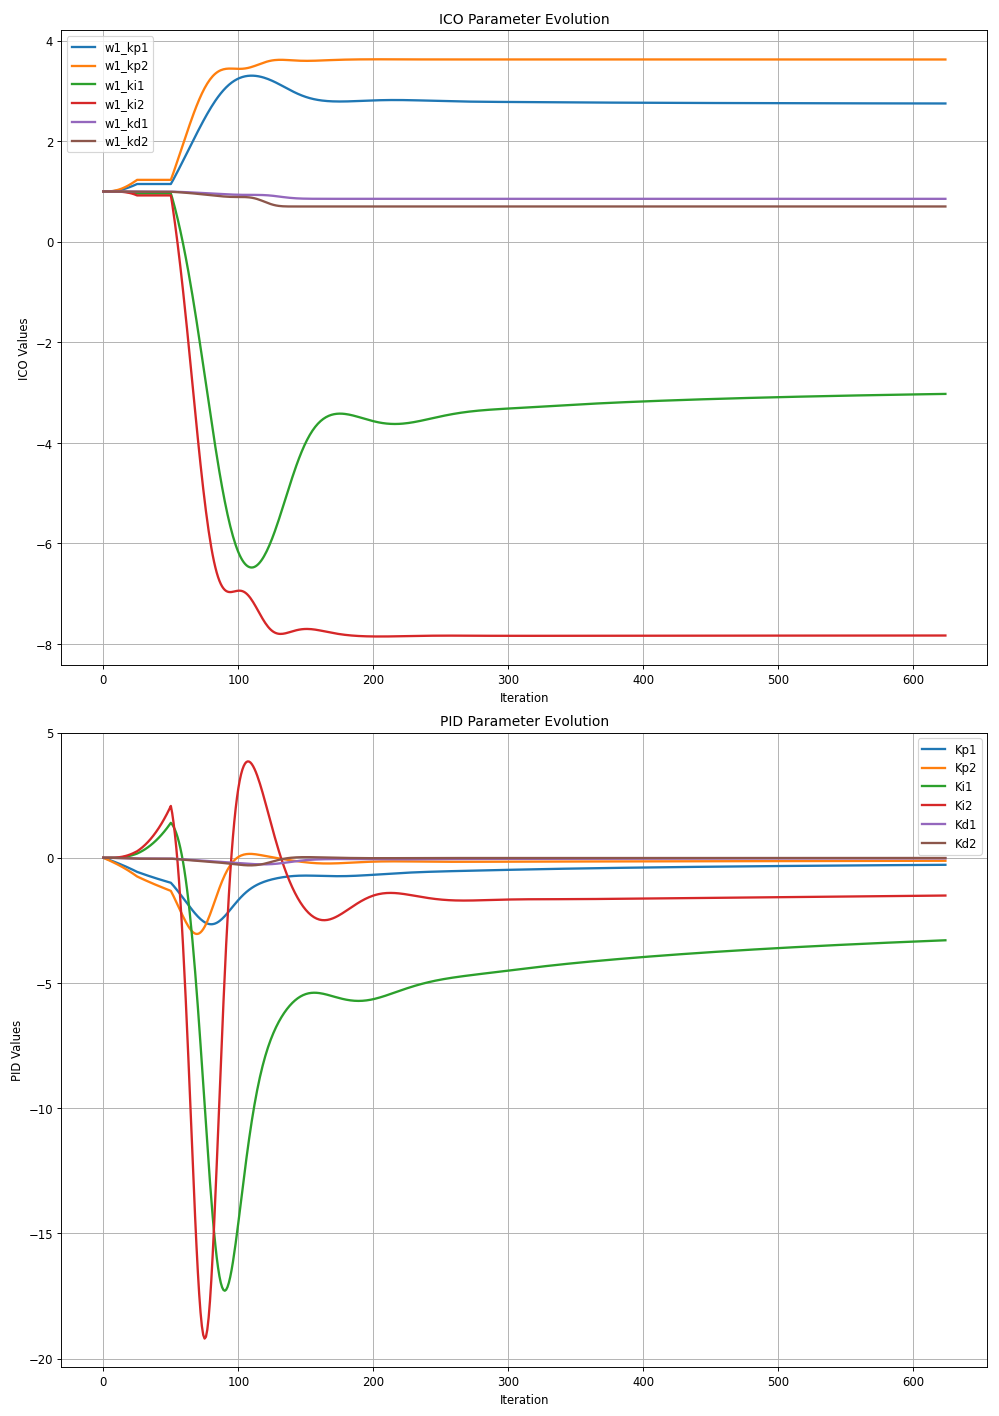 ICO Parameter Evolution
4
2
0
−2
−4
−6
−8
ICO Values
w1_kp1
w1_kp2
w1_ki1
w1_ki2
w1_kd1
w1_kd2
0 100 200 300 400 500 600
Iteration
PID Parameter Evolution
5
0
−5
−10
−15
−20
PID Values
Kp1
Kp2
Ki1
Ki2
Kd1
Kd2
0 100 200 300 400 500 600
Iteration